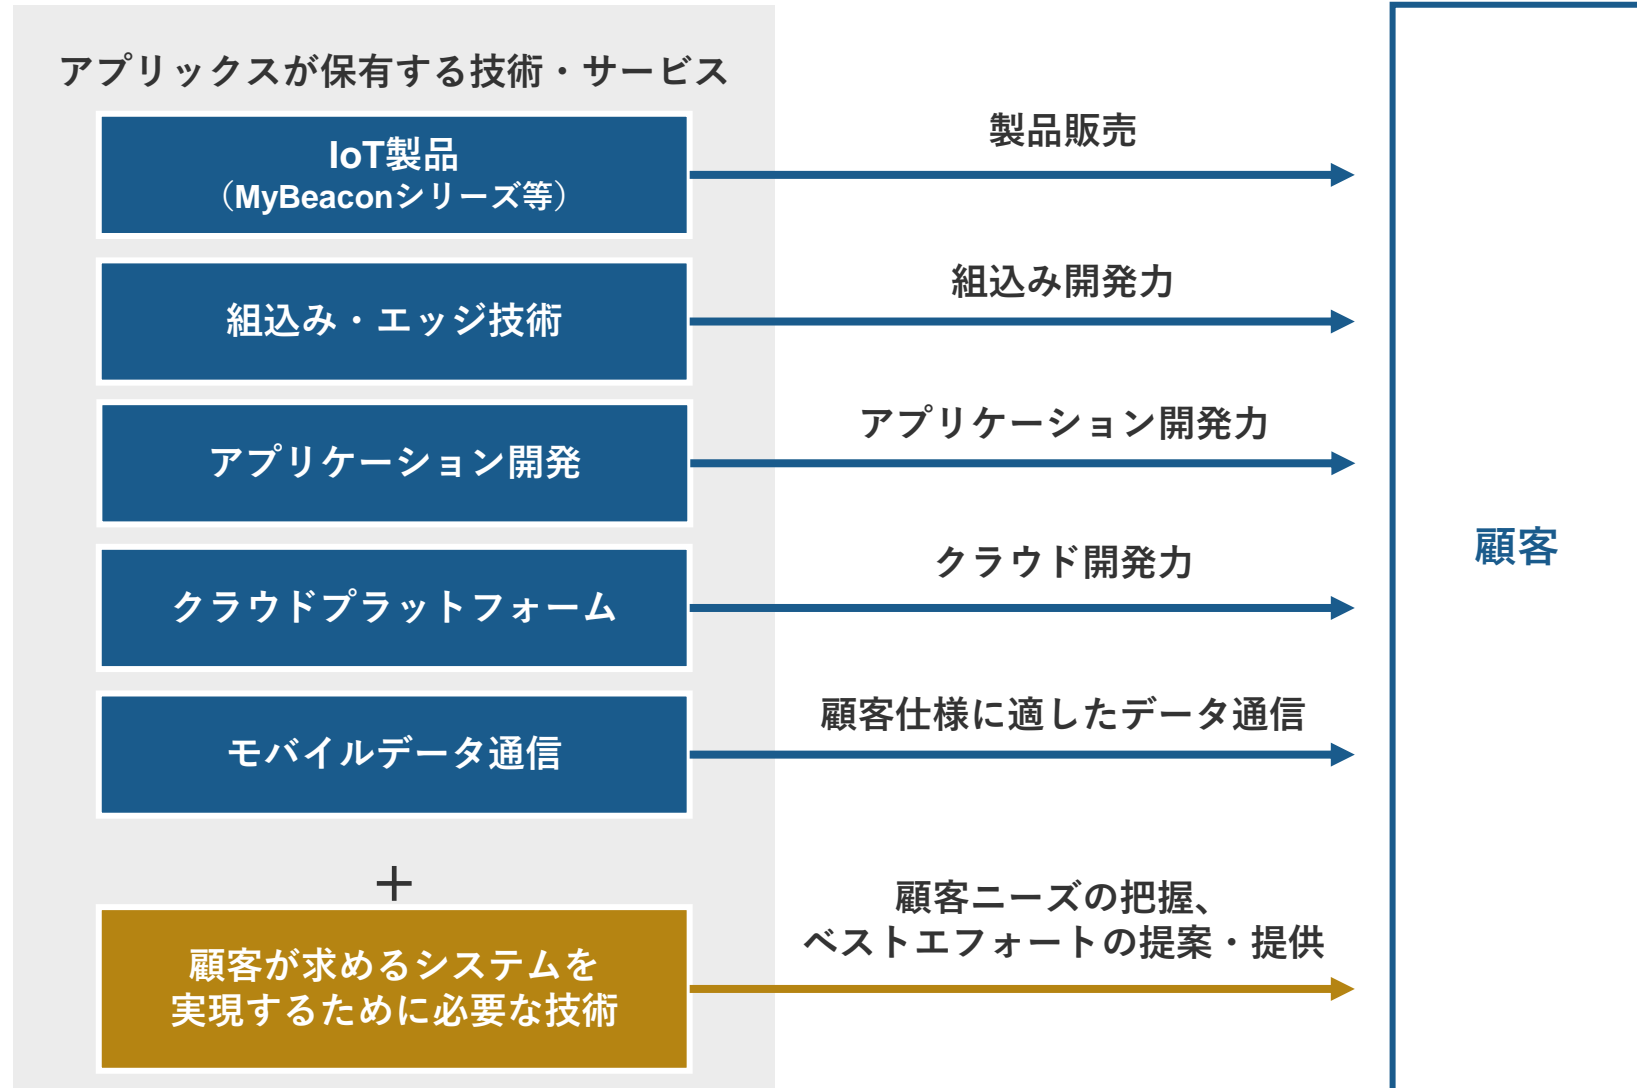 アプリックスが保有する技術・サービス
IoT製品
（MyBeaconシリーズ等）
製品販売
組込み・エッジ技術
組込み開発力
アプリケーション開発
アプリケーション開発力
クラウドプラットフォーム
クラウド開発力
モバイルデータ通信
顧客仕様に適したデータ通信
＋
顧客が求めるシステムを
実現するために必要な技術
顧客ニーズの把握、
ベストエフォートの提案・提供
顧客